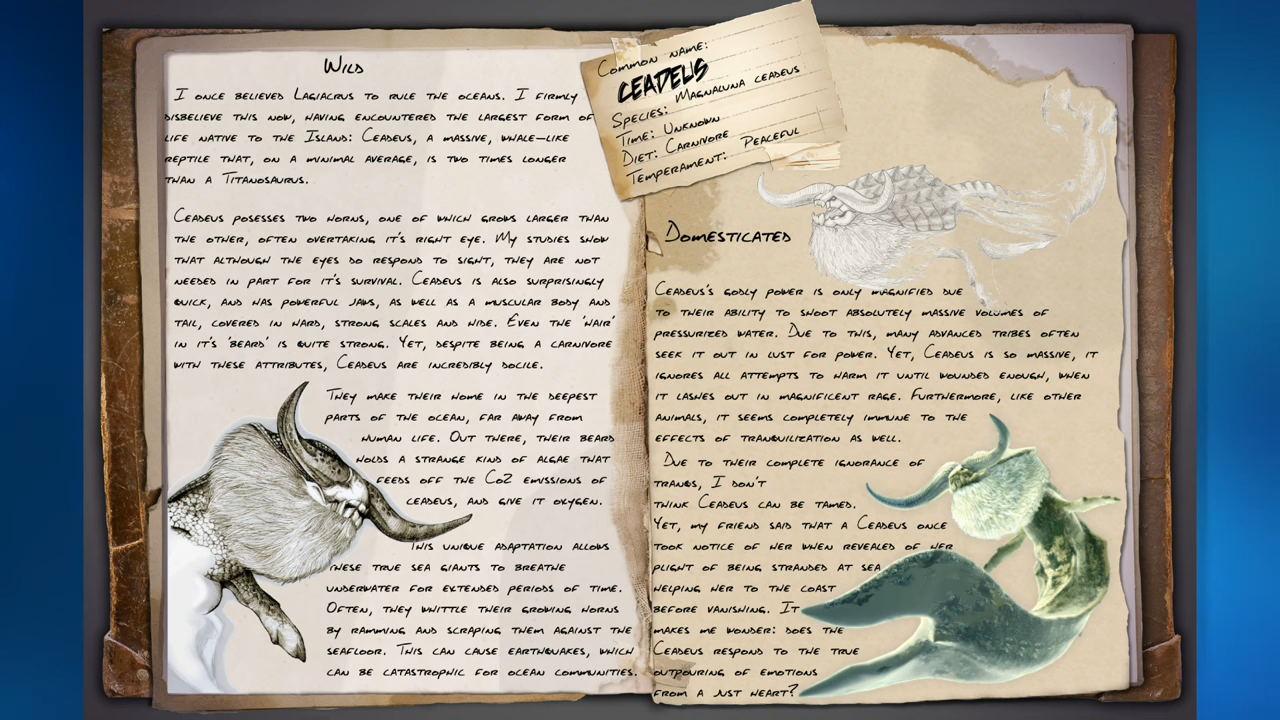 Wild
I once believed Lagiacrus to rule the oceans. I firmly
disbelieve this now, having encountered the largest form of
life native to the Island: Ceadeus, a massive, whale-like
reptile that, on a minimal average, is two times longer
than a Titanosaurus.
Ceadeus posesses two horns, one of which grows larger than
the other, often overtaking it's right eye. My studies show
that although the eyes do respond to sight, they are not
needed in part for it's survival. Ceadeus is also surprisingly
quick, and has powerful jaws, as well as a muscular body and
tail, covered in hard, strong scales and hide. Even the 'hair'
in it's 'beard' is quite strong. Yet, despite being a carnivore
with these attributes, Ceadeus are incredibly docile.
They make their home in the deepest
parts of the ocean, far away from
human life. Out there, their beard
holds a strange kind of algae that
feeds off the Co2 emissions of
ceadeus, and give it oxygen.
This unique adaptation allows
these true sea giants to breathe
underwater for extended periods of time.
Often, they whittle their growing horns
by ramming and scraping them against the
seafloor. This can cause earthquakes, which
can be catastrophic for ocean communities.
Common name:
CEADEUS
Species: Magnaluna ceadeus
Time: Unknown
Diet: Carnivore
Temperament: Peaceful
Domesticated
Ceadeus's godly power is only magnified due
to their ability to shoot absolutely massive volumes of
pressurized water. Due to this, many advanced tribes often
seek it out in lust for power. Yet, Ceadeus is so massive, it
ignores all attempts to harm it until wounded enough, when
it lashes out in magnificent rage. Furthermore, like other
animals, it seems completely immune to the
effects of tranquilization as well.
Due to their complete ignorance of
tranqs, I don't
think Ceadeus can be tamed.
Yet, my friend said that a Ceadeus once
took notice of her when revealed of her
plight of being stranded at sea
helping her to the coast
before vanishing. It
makes me wonder: does the
Ceadeus respond to the true
outpouring of emotions
from a just heart?